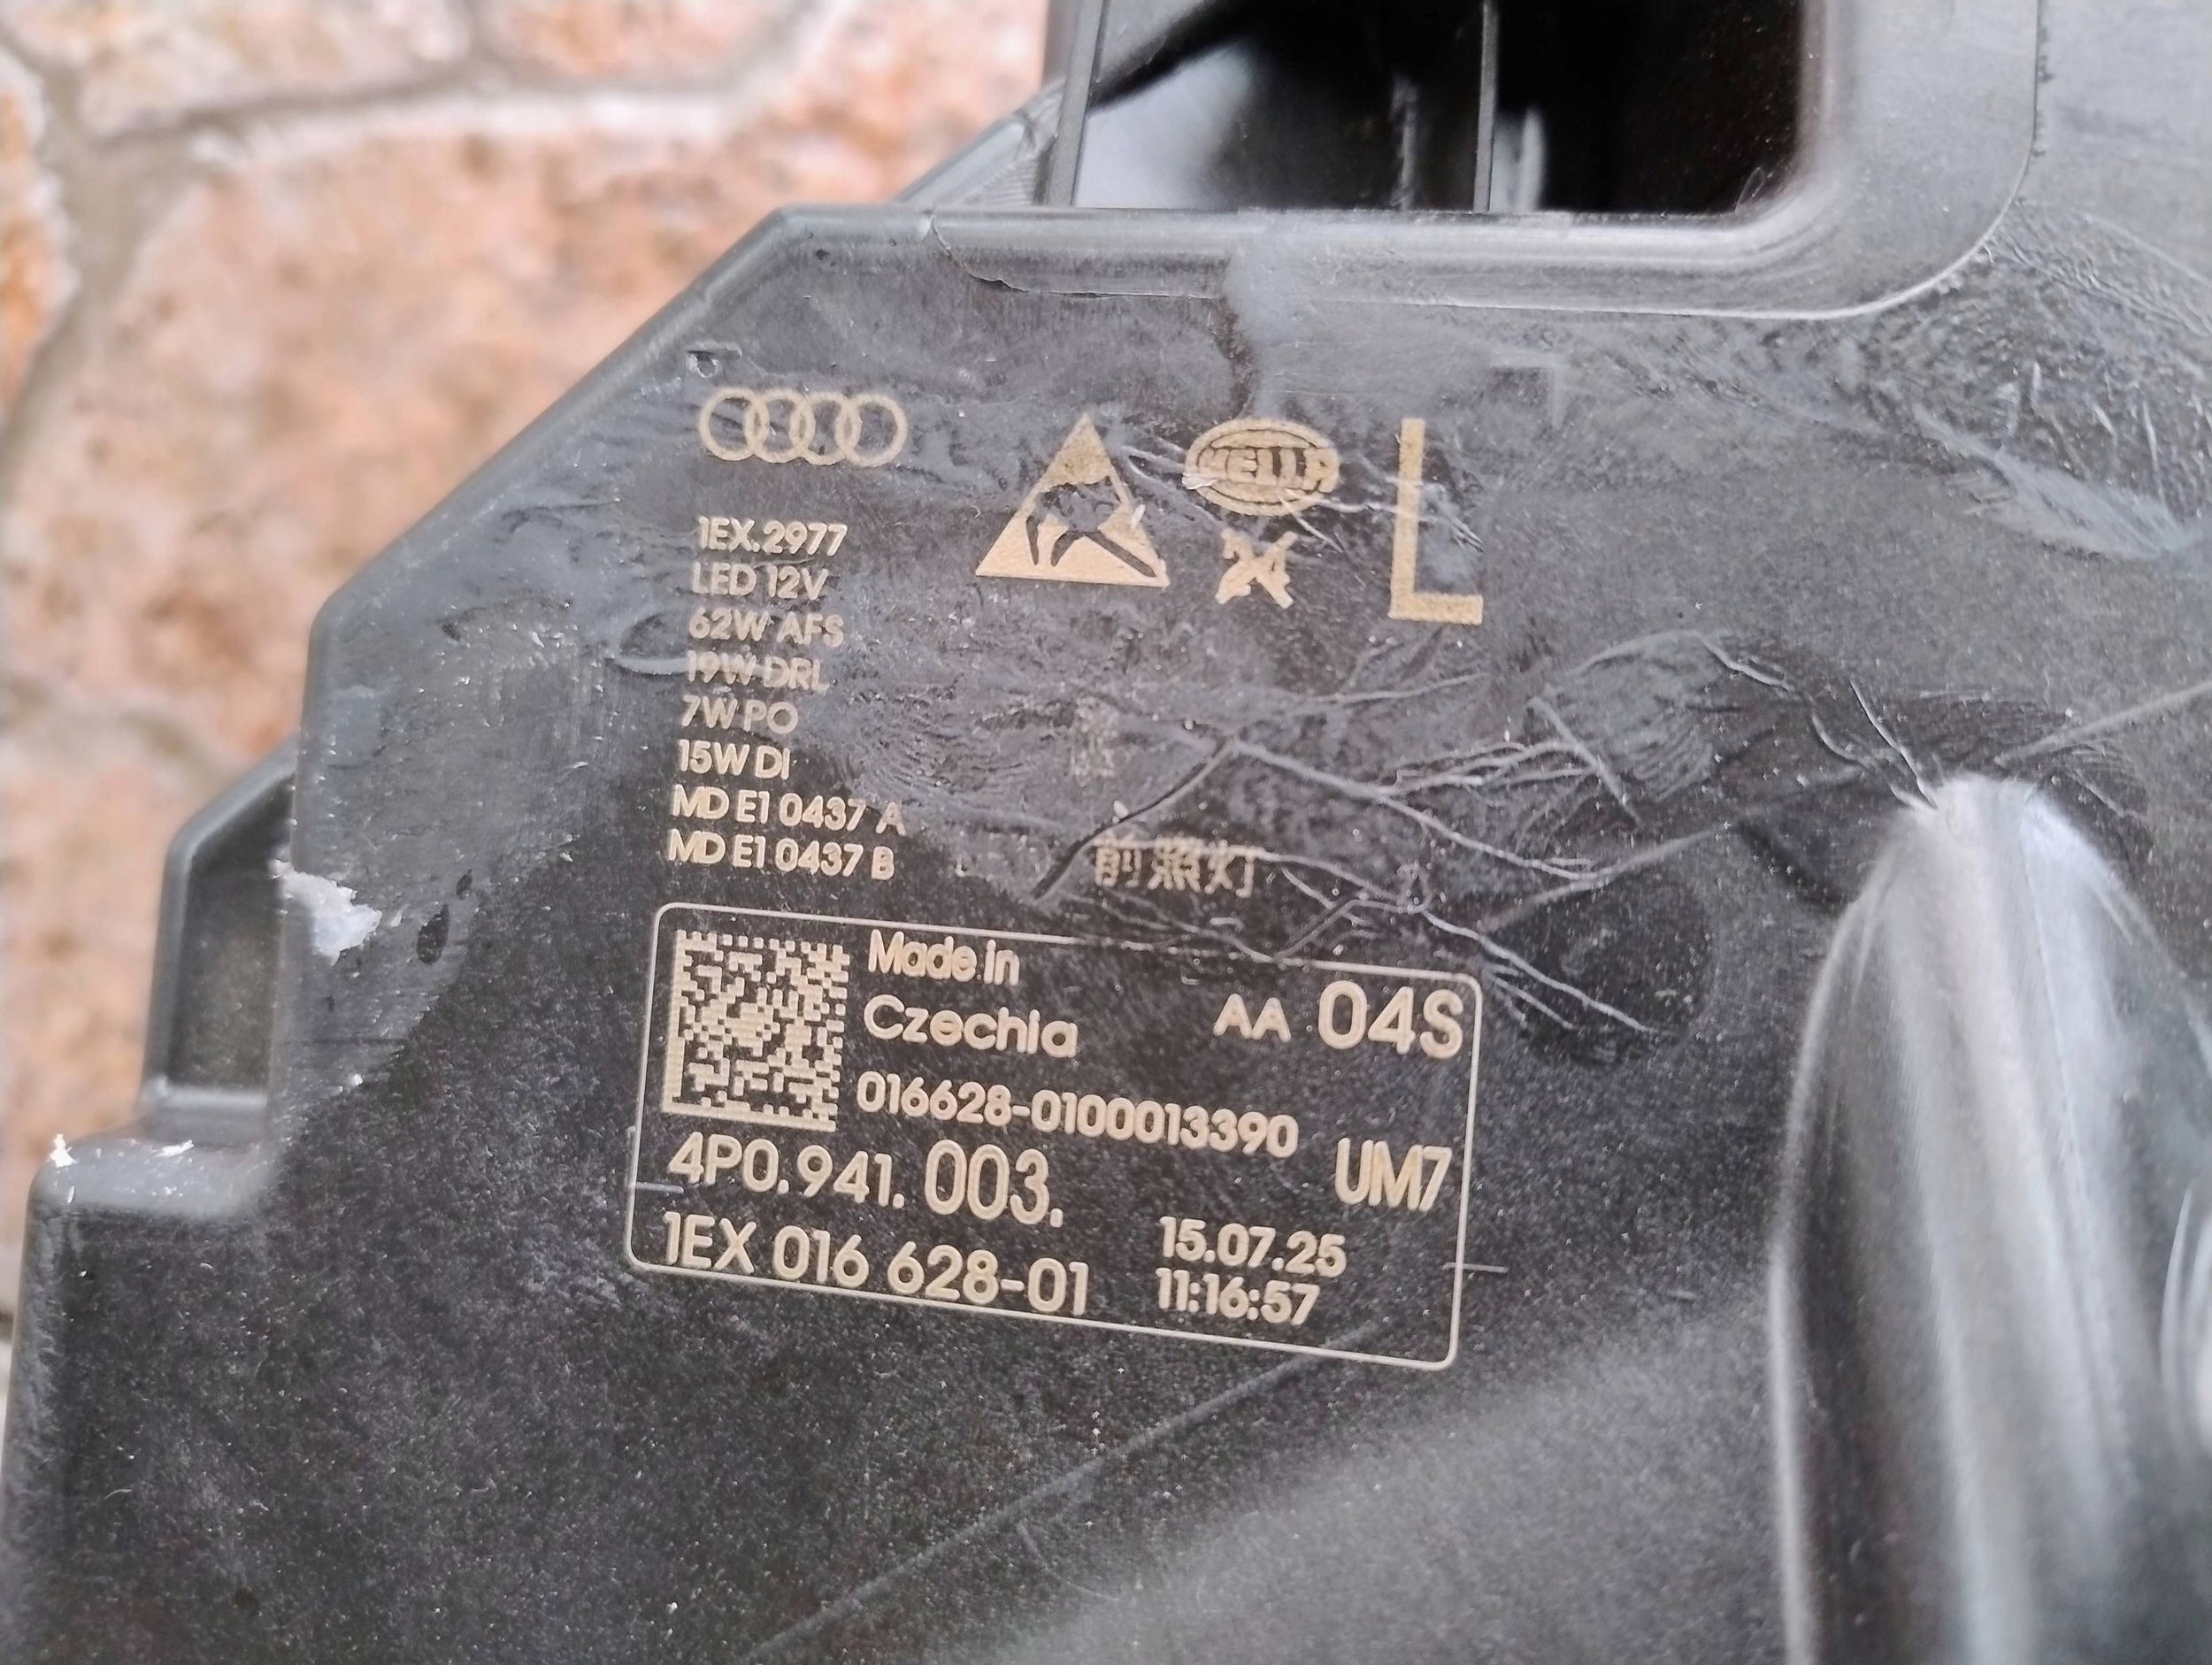 HELLA
L
24
1EX.2977
LED 12V
62W AFS
19W DRL
7W PO
15W DI
MD E1 0437 A
MD E1 0437 B
前照灯
Made in
Czechia
AA 04S
016628-0100013390
4P0.941. 003.
UM7
1EX 016 628-01
15.07.25
11:16:57